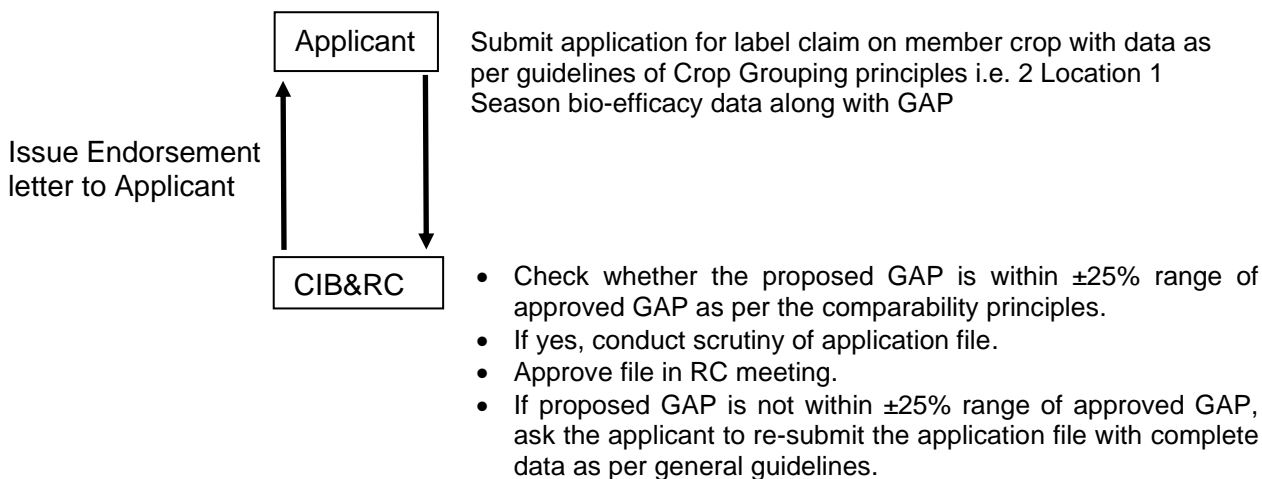 Applicant
Submit application for label claim on member crop with data as
per guidelines of Crop Grouping principles i.e. 2 Location 1
Season bio-efficacy data along with GAP
Issue Endorsement
letter to Applicant
CIB&RC
• Check whether the proposed GAP is within ±25% range of
approved GAP as per the comparability principles.
• If yes, conduct scrutiny of application file.
• Approve file in RC meeting.
• If proposed GAP is not within ±25% range of approved GAP,
ask the applicant to re-submit the application file with complete
data as per general guidelines.